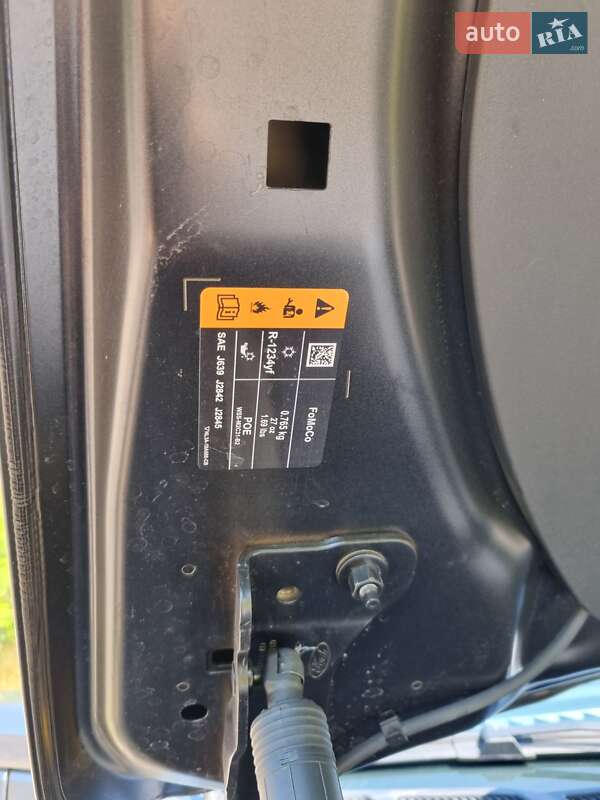 auto RIA.com
FoMoCo
R-1234yf
0.765 kg
27 oz
1.69 lbs
POE
SAE J639 J2842 J2845